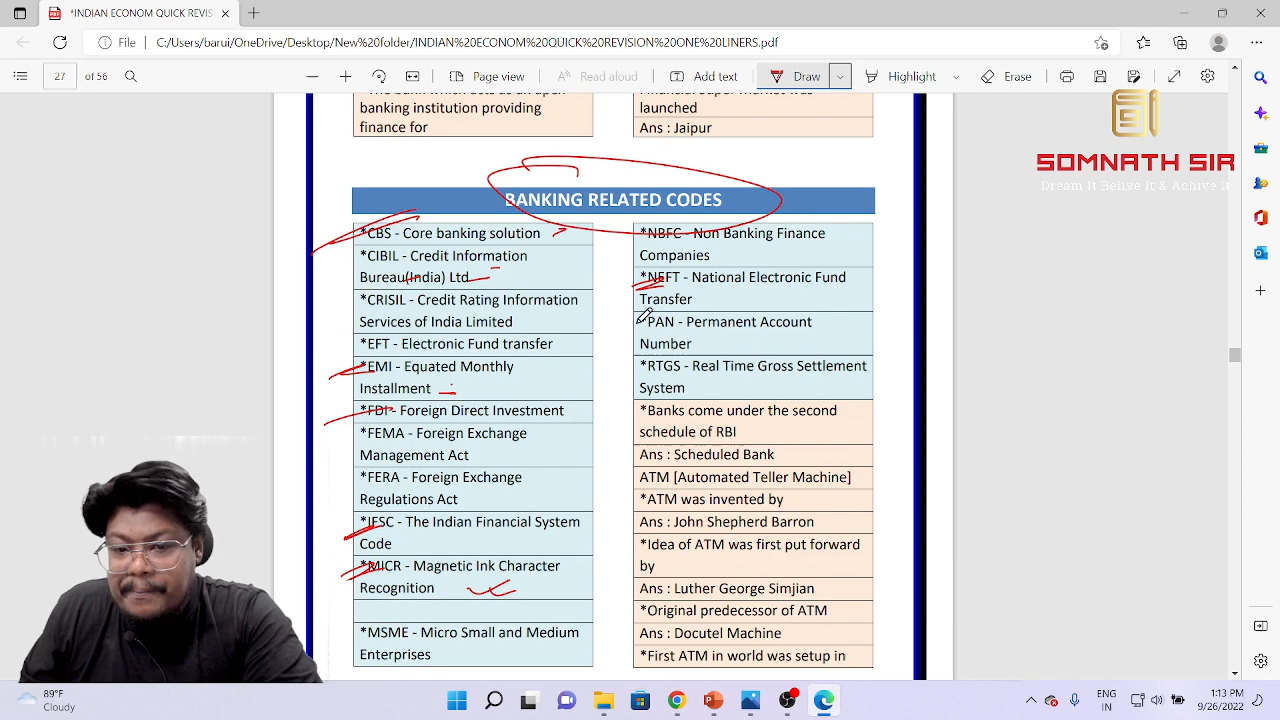 *INDIAN ECONOM QUICK REVIS
File
C:/Users/barui/OneDrive/Desktop/New%20folder/INDIAN%20ECONOM%20QUICK%20REVISION%20ONE%20LINERS.pdf
27 of 56
Page view
Read aloud
Add text
Draw
Highlight
Erase
banking institution providing
finance for
launched
Ans : Jaipur
SOMNATH SIR
Dream It Belive It & Achive It
BANKING RELATED CODES
*CBS - Core banking solution
*CIBIL - Credit Information
Bureau(India) Ltd
*CRISIL - Credit Rating Information
Services of India Limited
*EFT - Electronic Fund transfer
*EMI - Equated Monthly
Installment
*FDI - Foreign Direct Investment
*FEMA - Foreign Exchange
Management Act
*FERA - Foreign Exchange
Regulations Act
*IFSC - The Indian Financial System
Code
*MICR - Magnetic Ink Character
Recognition
*MSME - Micro Small and Medium
Enterprises
*NBFC - Non Banking Finance
Companies
*NEFT - National Electronic Fund
Transfer
*PAN - Permanent Account
Number
*RTGS - Real Time Gross Settlement
System
*Banks come under the second
schedule of RBI
Ans : Scheduled Bank
ATM [Automated Teller Machine]
*ATM was invented by
Ans : John Shepherd Barron
*Idea of ATM was first put forward
by
Ans : Luther George Simjian
*Original predecessor of ATM
Ans : Docutel Machine
*First ATM in world was setup in
89°F
Cloudy
ENG
IN
1:13 PM
9/26/2022